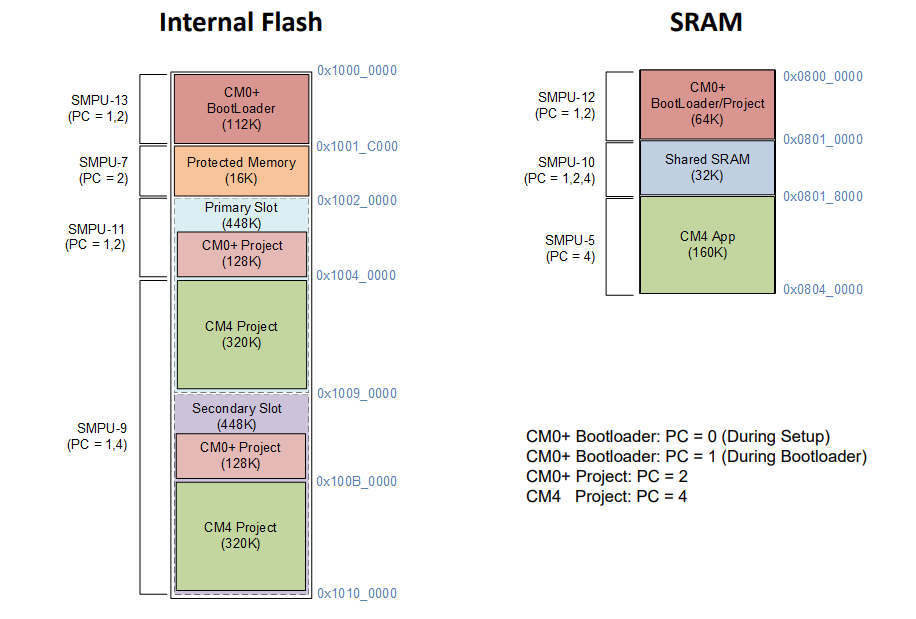 Internal Flash
SMPU-13
(PC = 1,2)
SMPU-7
(PC = 2)
SMPU-11
(PC = 1,2)
SMPU-9
(PC = 1,4)
CM0+
BootLoader
(112K)
Protected Memory
(16K)
Primary Slot
(448K)
CM0+ Project
(128K)
CM4 Project
(320K)
Secondary Slot
(448K)
CM0+ Project
(128K)
CM4 Project
(320K)
0x1000_0000
0x1001_C000
0x1002_0000
0x1004_0000
0x1009_0000
0x100B_0000
0x1010_0000
SRAM
SMPU-12
(PC = 1,2)
SMPU-10
(PC = 1,2,4)
SMPU-5
(PC = 4)
CM0+
BootLoader/Project
(64K)
Shared SRAM
(32K)
CM4 App
(160K)
0x0800_0000
0x0801_0000
0x0801_8000
0x0804_0000
CM0+ Bootloader: PC = 0 (During Setup)
CM0+ Bootloader: PC = 1 (During Bootloader)
CM0+ Project: PC = 2
CM4 Project: PC = 4